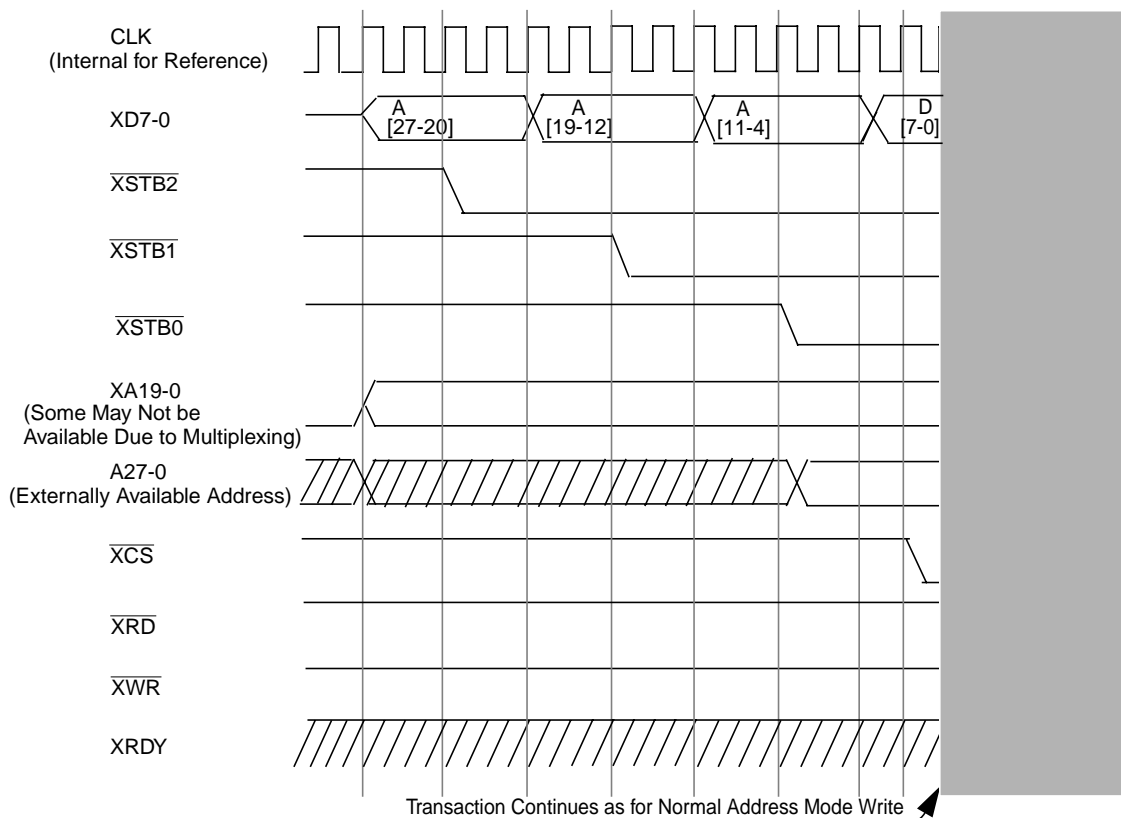 CLK
(Internal for Reference)
XD7-0
A
[27-20]
A
[19-12]
A
[11-4]
D
[7-0]
XSTB2
XSTB1
XSTB0
XA19-0
(Some May Not be
Available Due to Multiplexing)
A27-0
(Externally Available Address)
XCS
XRD
XWR
XRDY
Transaction Continues as for Normal Address Mode Write